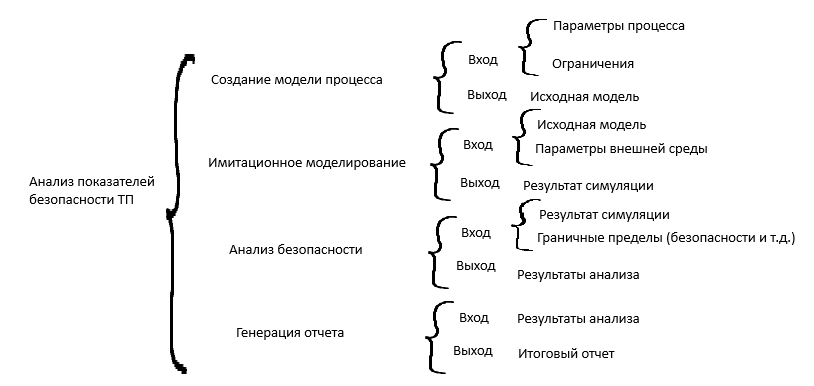 Анализ показателей
безопасности ТП
Создание модели процесса
Вход
Параметры процесса
Ограничения
Выход
Исходная модель
Имитационное моделирование
Вход
Исходная модель
Параметры внешней среды
Выход
Результат симуляции
Анализ безопасности
Вход
Результат симуляции
Граничные пределы (безопасности и т.д.)
Выход
Результаты анализа
Генерация отчета
Вход
Результаты анализа
Выход
Итоговый отчет